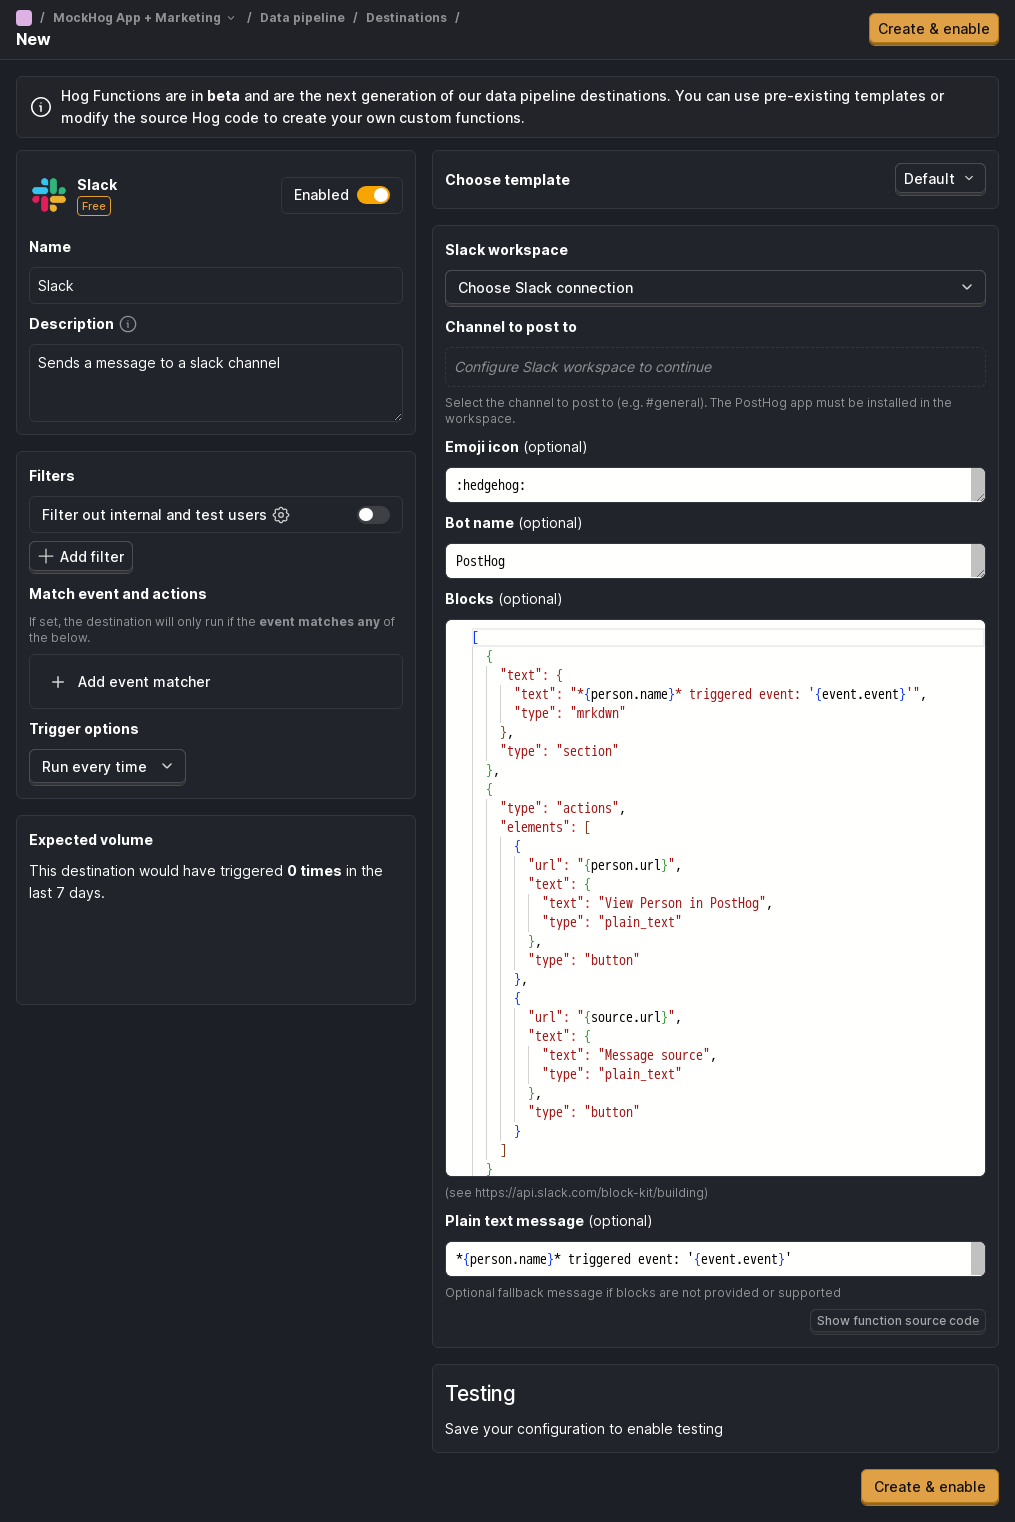 / MockHog App + Marketing / Data pipeline / Destinations /
New
Create & enable
Hog Functions are in beta and are the next generation of our data pipeline destinations. You can use pre-existing templates or
modify the source Hog code to create your own custom functions.
Slack
Free
Enabled
Name
Slack
Description
Sends a message to a slack channel
Filters
Filter out internal and test users
Add filter
Match event and actions
If set, the destination will only run if the event matches any of
the below.
Add event matcher
Trigger options
Run every time
Expected volume
This destination would have triggered 0 times in the
last 7 days.
Choose template
Default
Slack workspace
Choose Slack connection
Channel to post to
Configure Slack workspace to continue
Select the channel to post to (e.g. #general). The PostHog app must be installed in the
workspace.
Emoji icon (optional)
:hedgehog:
Bot name (optional)
PostHog
Blocks (optional)
[
{
"text": {
"text": "*{person.name}* triggered event: '{event.event}'",
"type": "mrkdwn"
},
"type": "section"
},
{
"type": "actions",
"elements": [
{
"url": "{person.url}",
"text": {
"text": "View Person in PostHog",
"type": "plain_text"
},
"type": "button"
},
{
"url": "{source.url}",
"text": {
"text": "Message source",
"type": "plain_text"
},
"type": "button"
}
]
}
(see https://api.slack.com/block-kit/building)
Plain text message (optional)
*{person.name}* triggered event: '{event.event}'
Optional fallback message if blocks are not provided or supported
Show function source code
Testing
Save your configuration to enable testing
Create & enable